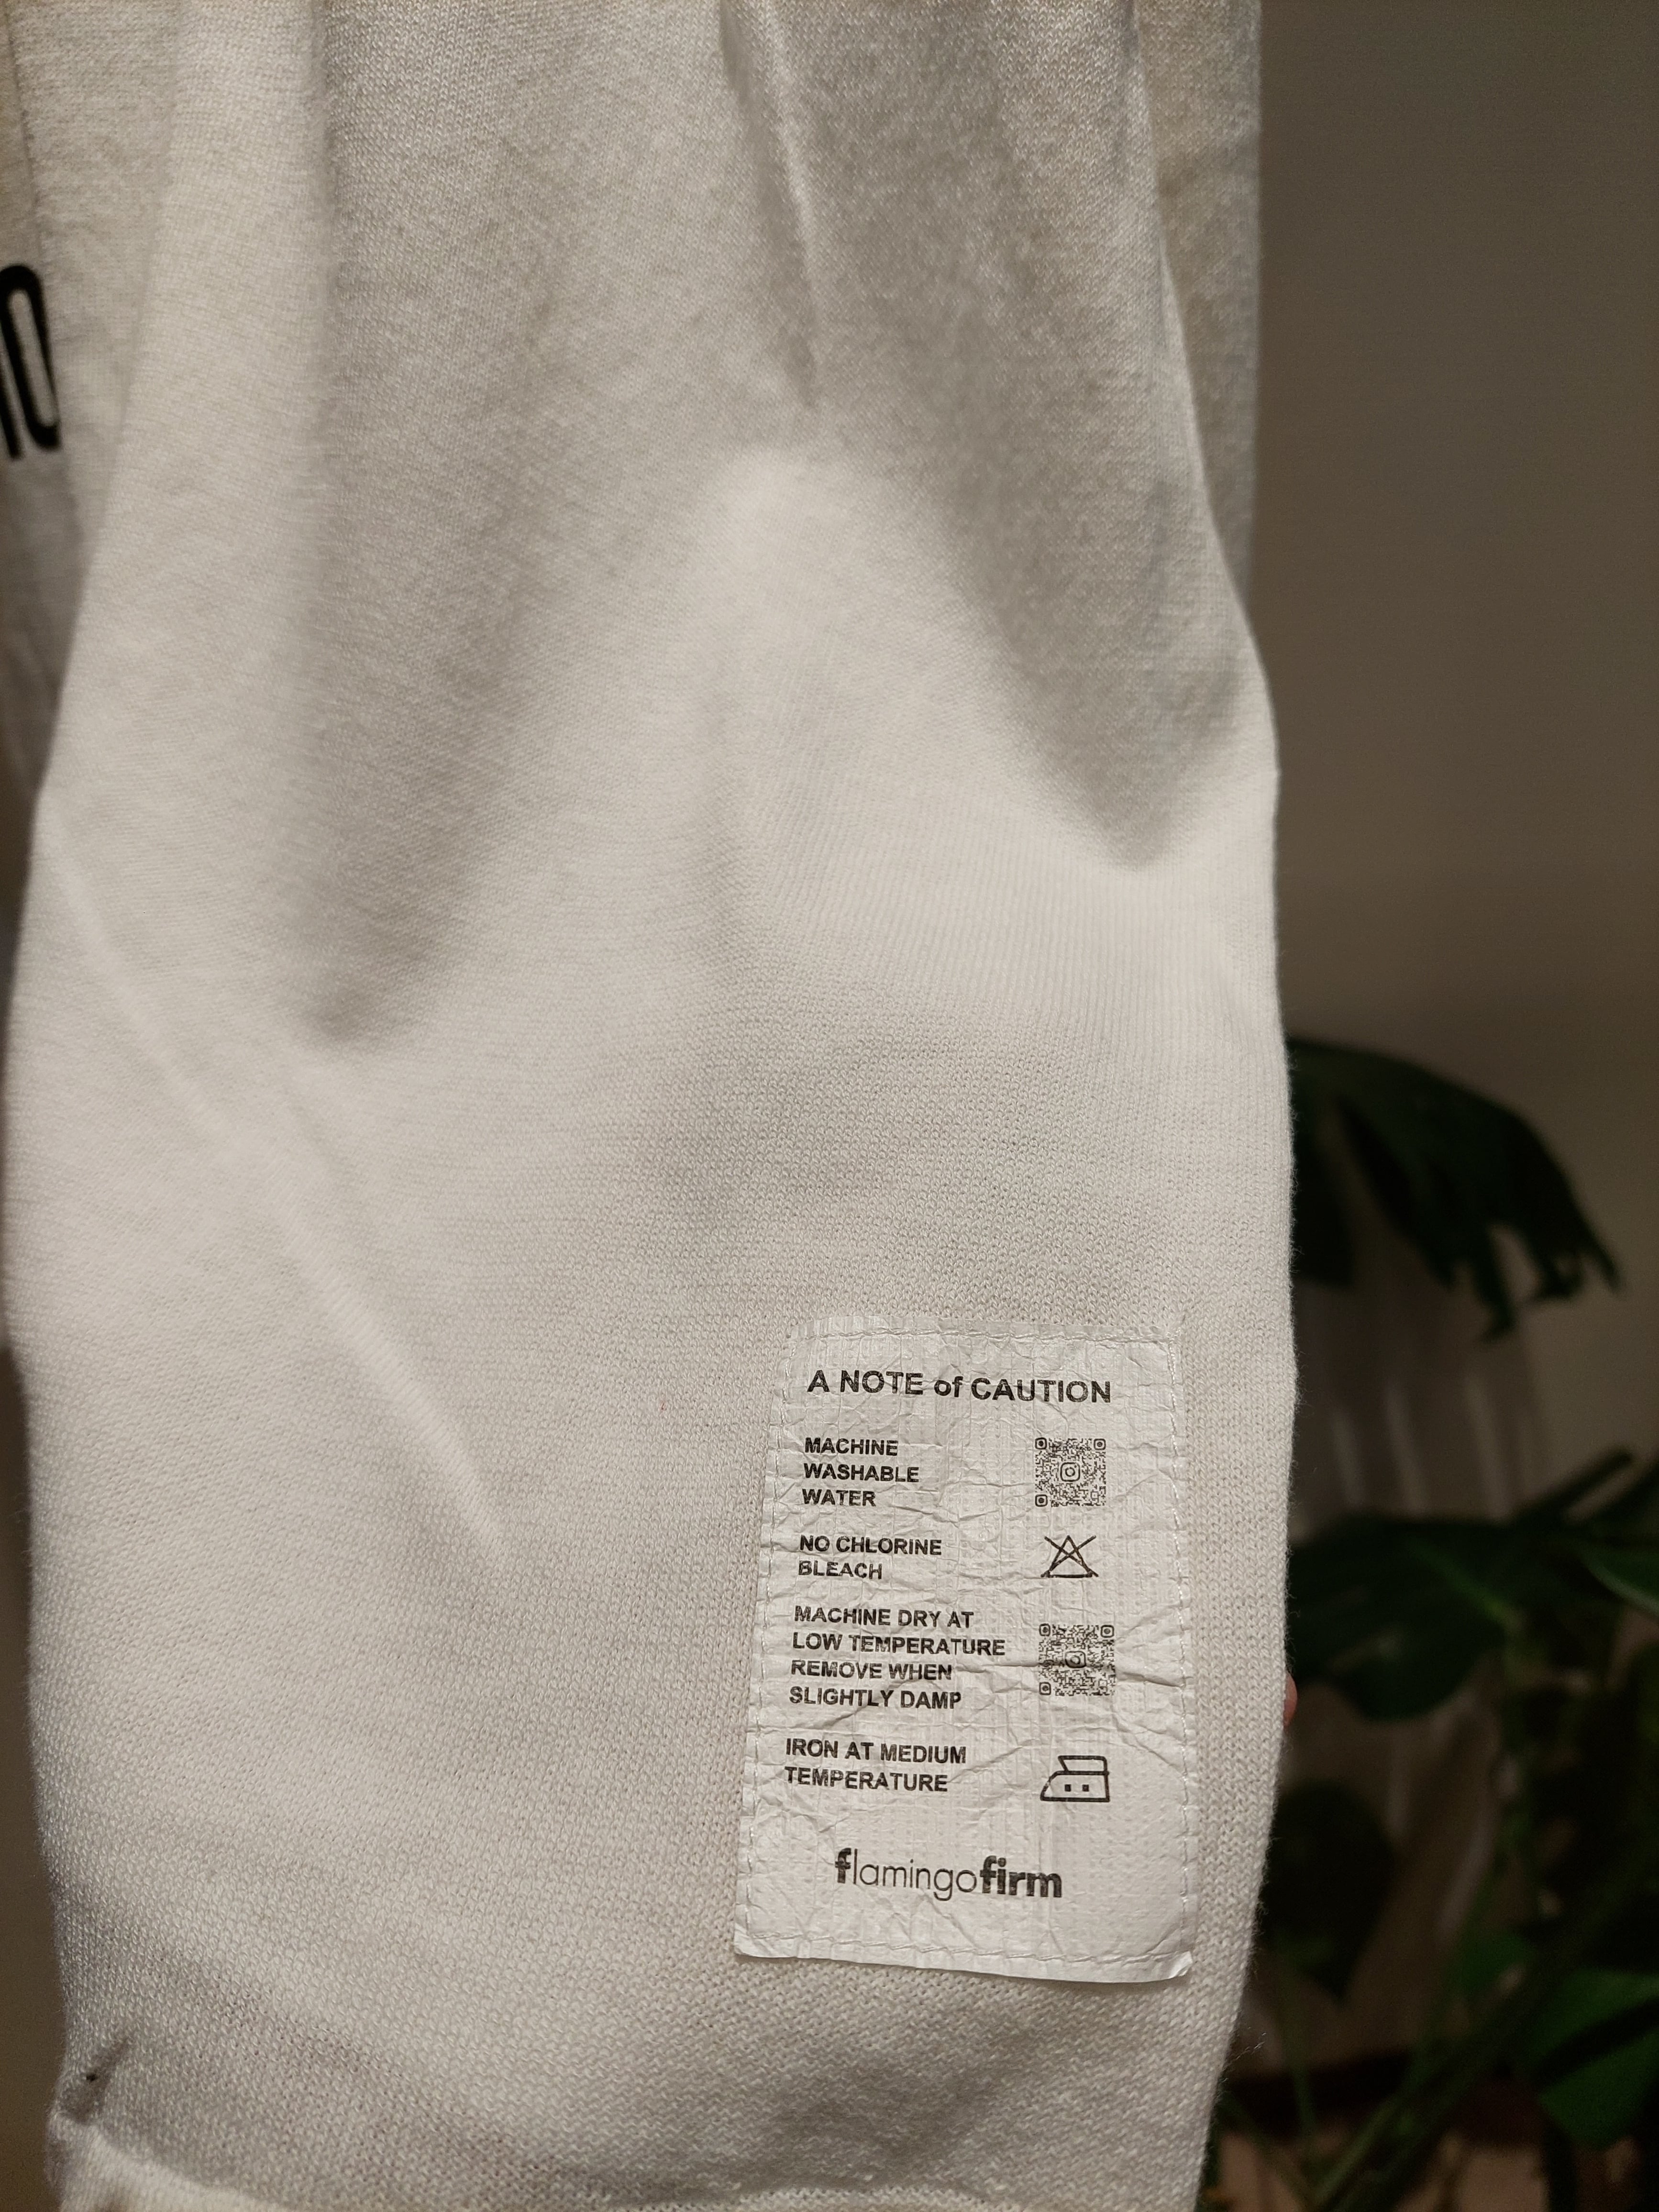 10
A NOTE of CAUTION
MACHINE
WASHABLE
WATER
NO CHLORINE
BLEACH
MACHINE DRY AT
LOW TEMPERATURE
REMOVE WHEN
SLIGHTLY DAMP
IRON AT MEDIUM
TEMPERATURE
flamingofirm